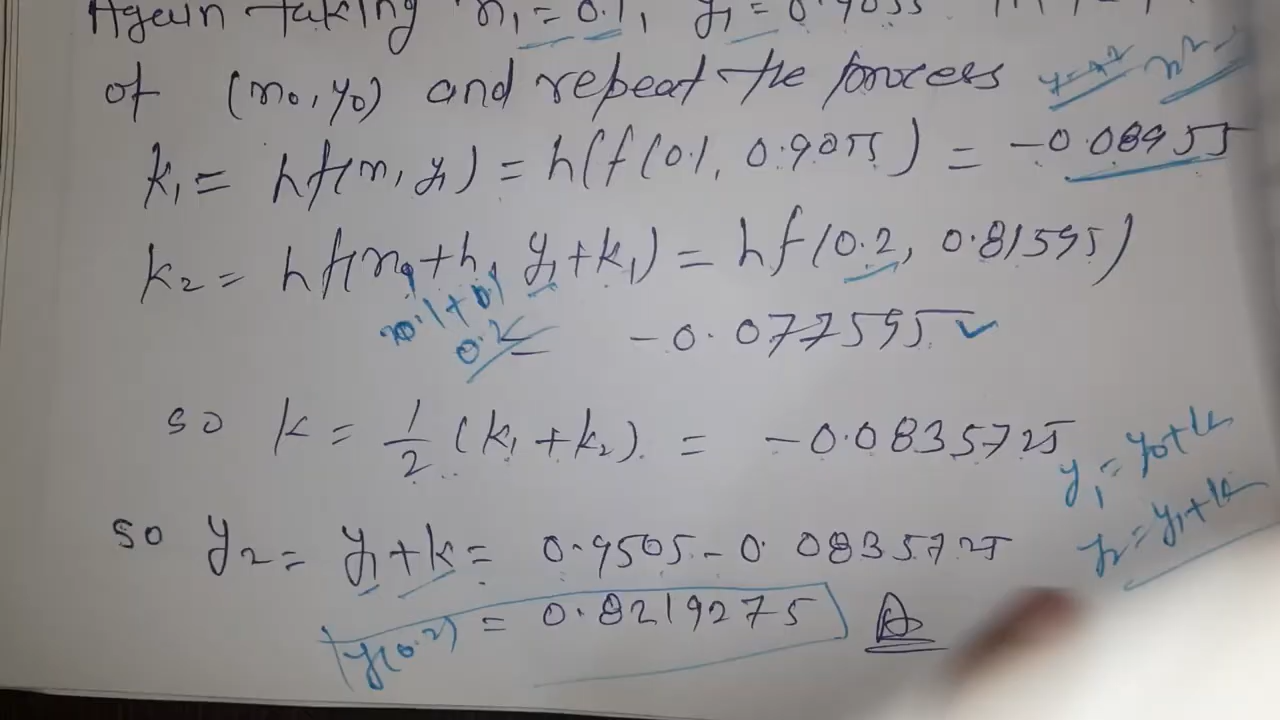 Again taking x₁ = 0.1, y₁ = 0.9055
of (x₀, y₀) and repeat the process
k₁ = hf(x₁, y₁) = h(f(0.1, 0.9055) = -0.08955
k₂ = hf(x₁+h, y₁+k₁) = hf(0.2, 0.81595)
0.1+0.1
0.2
= -0.077595 ✓
so k = 1/2 (k₁+k₂) = -0.0835725
y₁ = y₀+k
so y₂ = y₁+k = 0.9505-0.0835725
y₂ = y₁+k
y(0.2) = 0.8219275 A